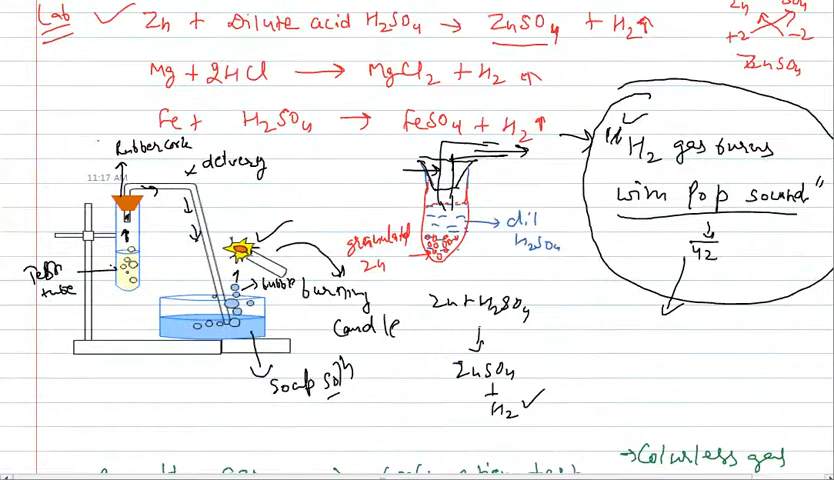 Lab ✓ Zn + Dilute acid H2SO4 → ZnSO4 + H2↑
Zn SO4
+2 -2
ZnSO4
Mg + 2HCl → MgCl2 + H2 ↑
Fe + H2SO4 → FeSO4 + H2↑
Rubber cork
delivery
11:17 AM
H2 gas burns
with Pop sound"
H2
dil
H2SO4
granulated
Zn
Test
tube
bubble burning
candle
Zn + H2SO4
↓
ZnSO4
+
H2 ✓
Soap soln
→ Colurless gas